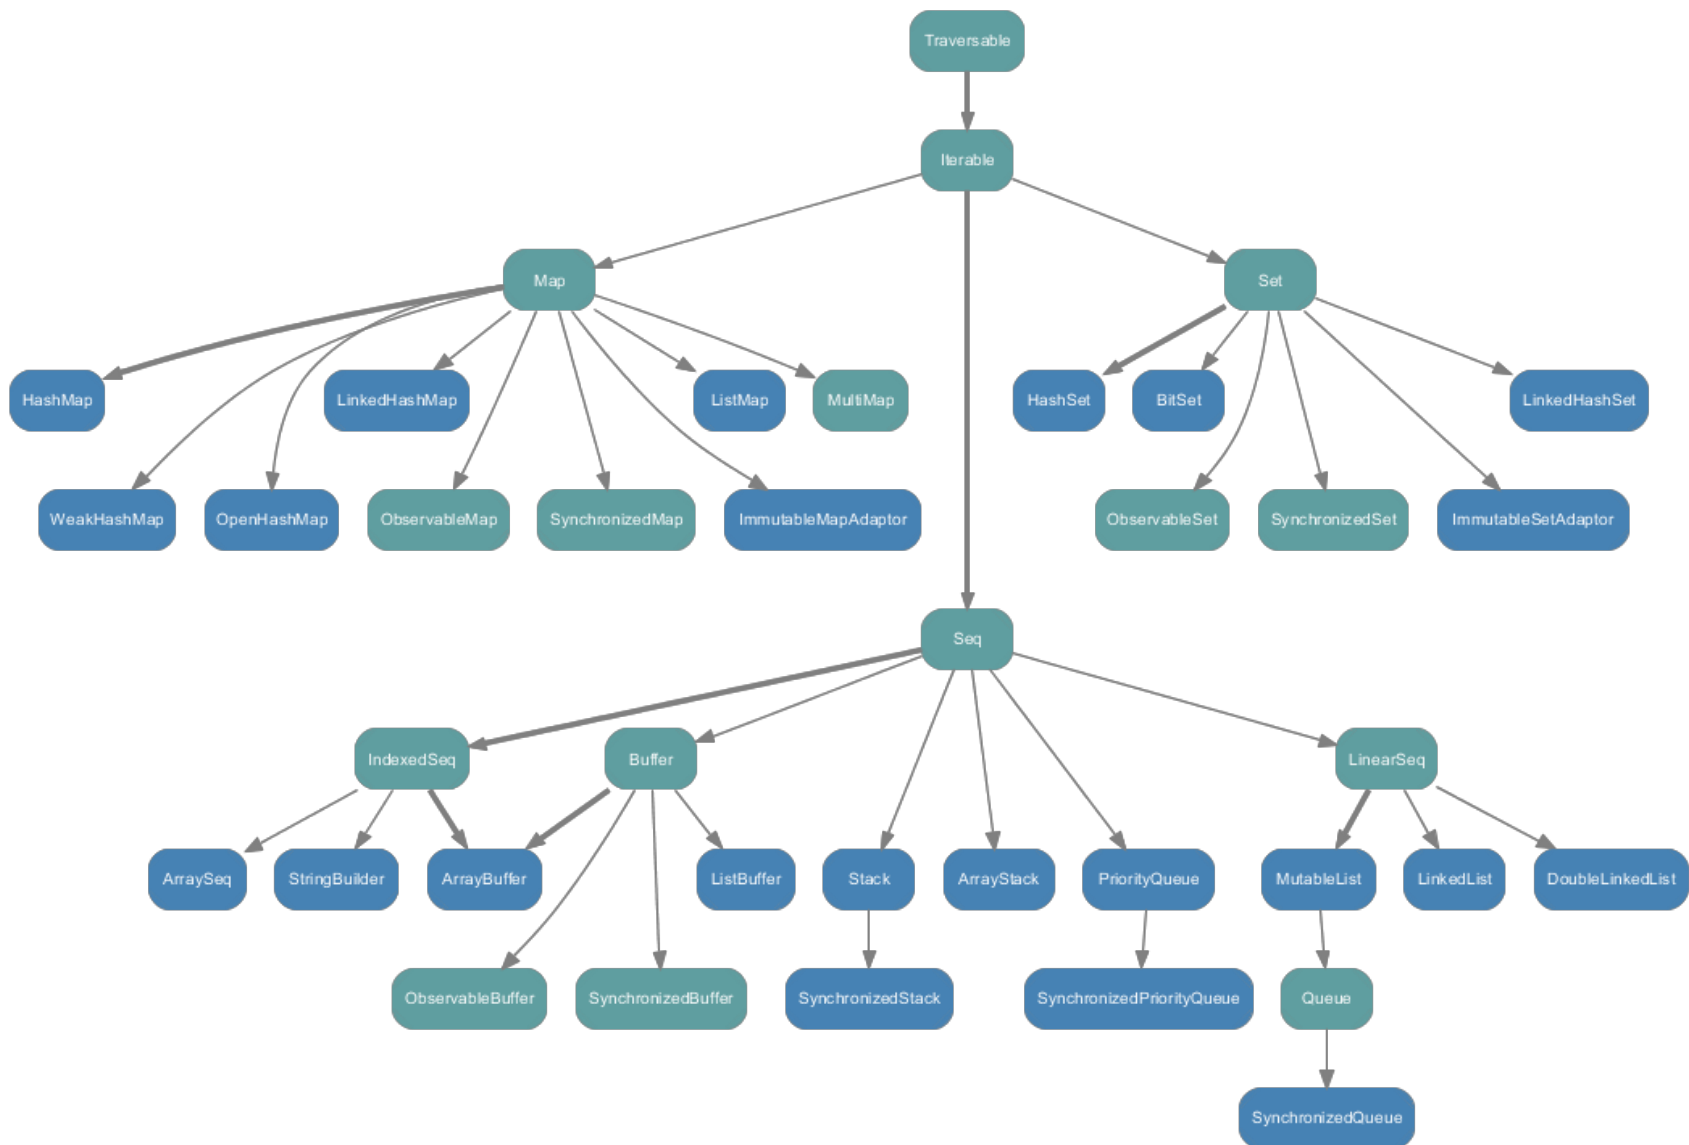 Traversable
Iterable
Map
Set
HashMap
LinkedHashMap
ListMap
MultiMap
HashSet
BitSet
LinkedHashSet
WeakHashMap
OpenHashMap
ObservableMap
SynchronizedMap
ImmutableMapAdaptor
ObservableSet
SynchronizedSet
ImmutableSetAdaptor
Seq
IndexedSeq
Buffer
LinearSeq
ArraySeq
StringBuilder
ArrayBuffer
ListBuffer
Stack
ArrayStack
PriorityQueue
MutableList
LinkedList
DoubleLinkedList
ObservableBuffer
SynchronizedBuffer
SynchronizedStack
SynchronizedPriorityQueue
Queue
SynchronizedQueue